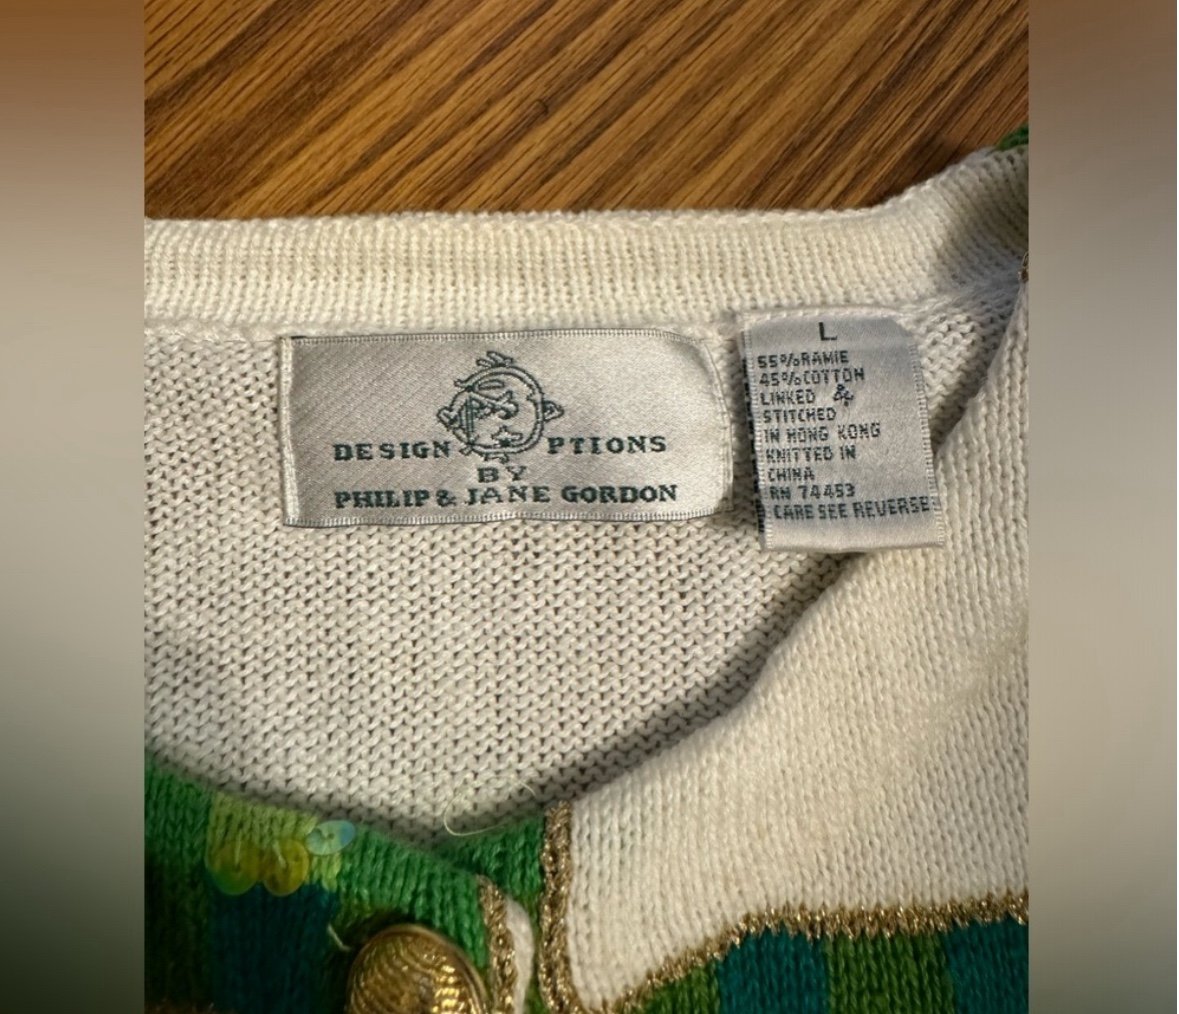 DESIGN PTIONS
BY
PHILIP & JANE GORDON
L
55% RAMIE
45% COTTON
LINKED &
STITCHED
IN HONG KONG
KNITTED IN
CHINA
RN 74453
CARE SEE REVERSE